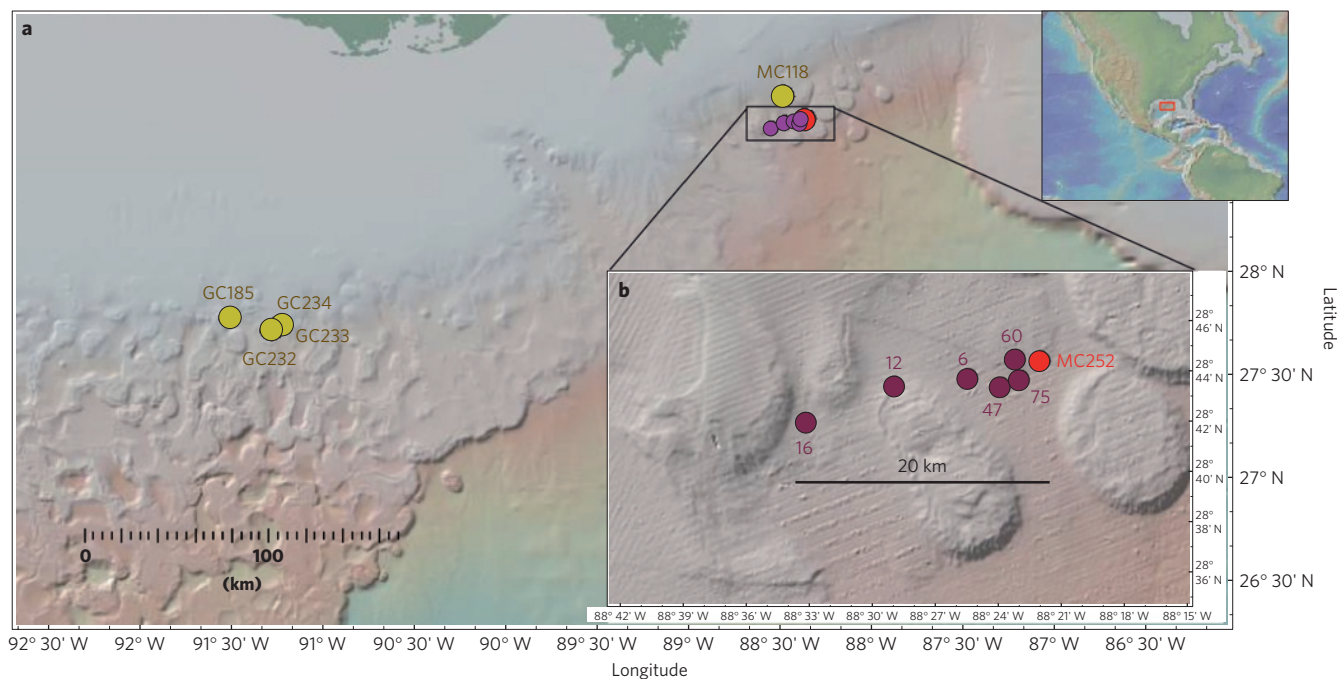 a
MC118
GC185
GC234
GC233
GC232
0
100
(km)
b
28°
46' N
28°
44' N
28°
42' N
28°
40' N
28°
38' N
28°
36' N
60
MC252
6
12
47
75
16
20 km
88° 42' W 88° 39' W 88° 36' W 88° 33' W 88° 30' W 88° 27' W 88° 24' W 88° 21' W 88° 18' W 88° 15' W
28° N
27° 30' N
27° N
26° 30' N
Latitude
92° 30' W 92° W 91° 30' W 91° W 90° 30' W 90° W 89° 30' W 89° W 88° 30' W 88° W 87° 30' W 87° W 86° 30' W
Longitude